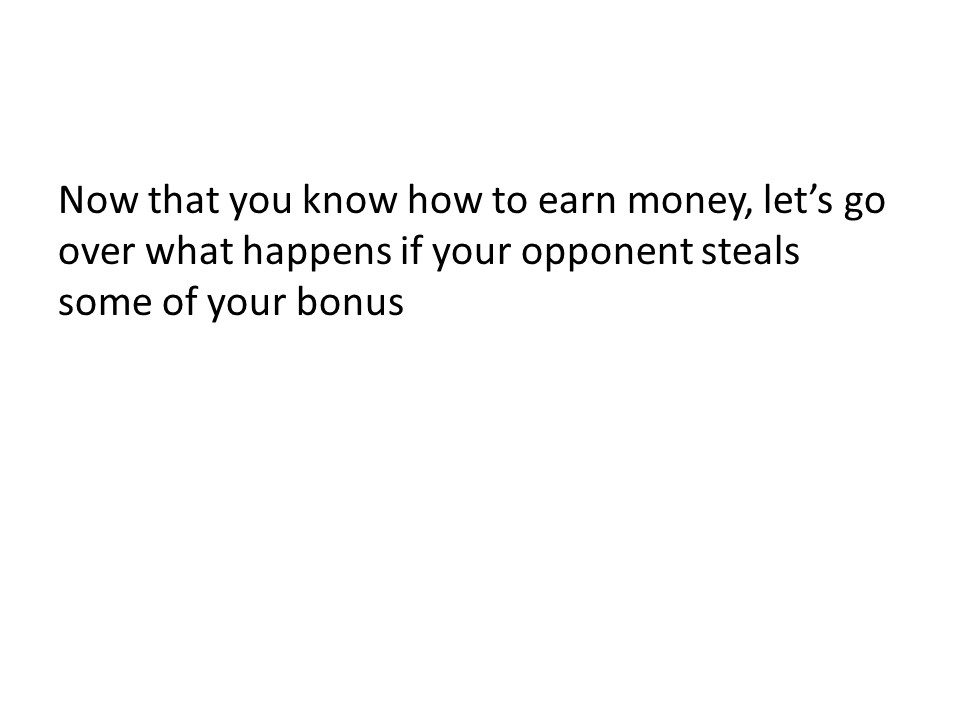 Now that you know how to earn money, let’s go
over what happens if your opponent steals
some of your bonus